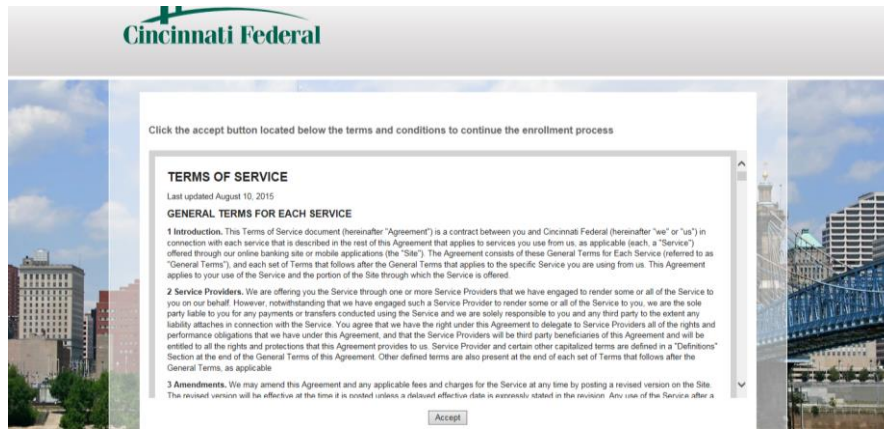 Cincinnati Federal
Click the accept button located below the terms and conditions to continue the enrollment process
TERMS OF SERVICE
Last updated August 10, 2015
GENERAL TERMS FOR EACH SERVICE
1 Introduction. This Terms of Service document (hereinafter "Agreement") is a contract between you and Cincinnati Federal (hereinafter "we" or "us") in
connection with each service that is described in the rest of this Agreement that applies to services you use from us, as applicable (each, a "Service")
offered through our online banking site or mobile applications (the "Site"). The Agreement consists of these General Terms for Each Service (referred to as
"General Terms"), and each set of Terms that follows after the General Terms that applies to the specific Service you are using from us. This Agreement
applies to your use of the Service and the portion of the Site through which the Service is offered.
2 Service Providers. We are offering you the Service through one or more Service Providers that we have engaged to render some or all of the Service to
you on our behalf. However, notwithstanding that we have engaged such a Service Provider to render some or all of the Service to you, we are the sole
party liable to you for any payments or transfers conducted using the Service and we are solely responsible to you and any third party to the extent any
liability attaches in connection with the Service. You agree that we have the right under this Agreement to delegate to Service Providers all of the rights and
performance obligations that we have under this Agreement, and that the Service Providers will be third party beneficiaries of this Agreement and will be
entitled to all the rights and protections that this Agreement provides to us. Service Provider and certain other capitalized terms are defined in a "Definitions"
Section at the end of the General Terms of this Agreement. Other defined terms are also present at the end of each set of Terms that follows after the
General Terms, as applicable
3 Amendments. We may amend this Agreement and any applicable fees and charges for the Service at any time by posting a revised version on the Site.
The revised version will be effective at the time it is posted unless a delayed effective date is expressly stated in the revision. Any use of the Service after a
Accept